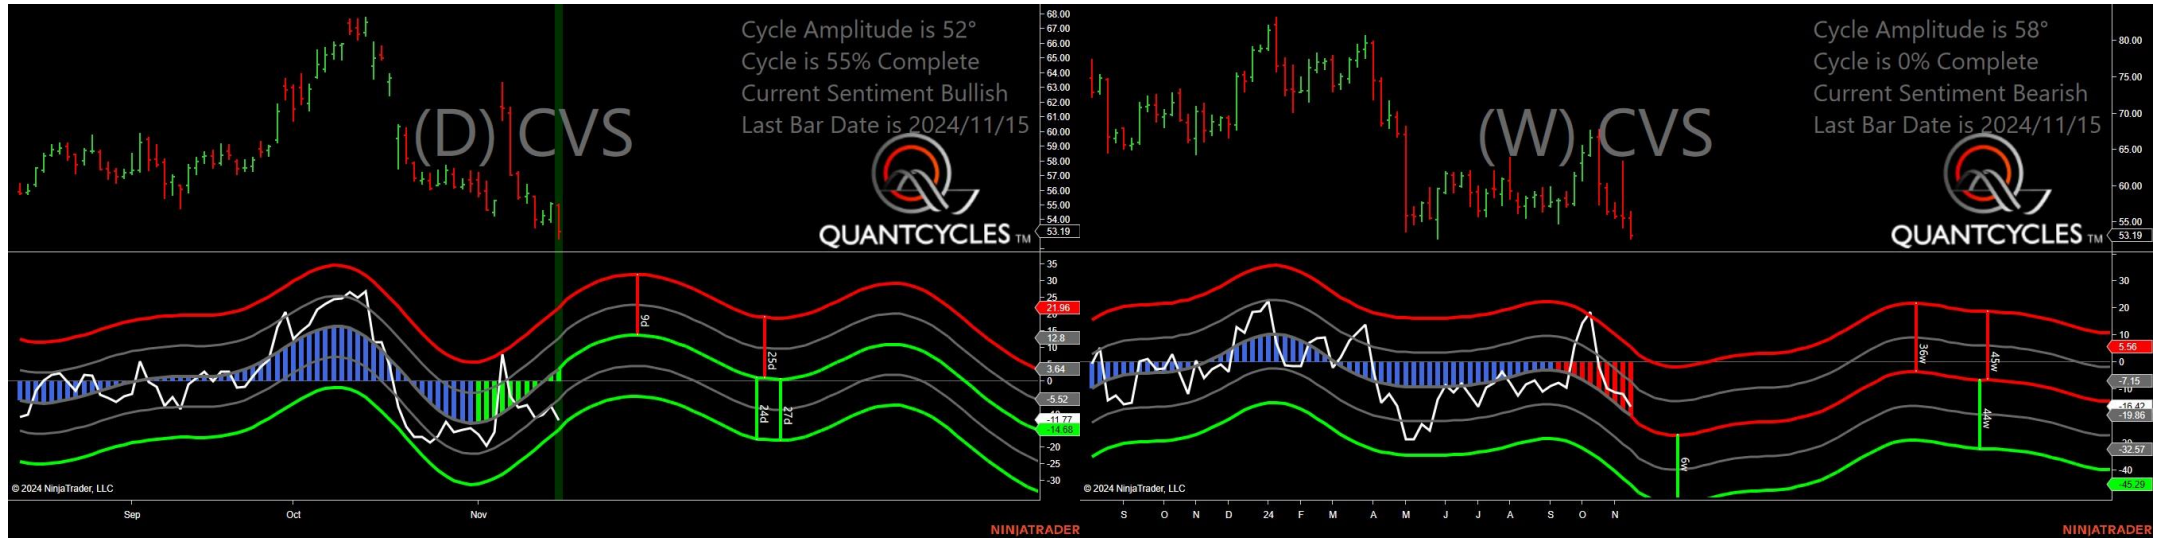 Cycle Amplitude is 52°
Cycle is 55% Complete
Current Sentiment Bullish
Last Bar Date is 2024/11/15
(D) CVS
QUANTCYCLES TM
68.00
67.00
66.00
65.00
64.00
63.00
62.00
61.00
60.00
59.00
58.00
57.00
56.00
55.00
54.00
53.19
35
30
25
21.96
15
12.8
10
3.64
0
-5.52
-11.77
-14.68
-20
-25
-30
9d
25d
24d
27d
© 2024 NinjaTrader, LLC
Sep Oct Nov
NINJATRADER
Cycle Amplitude is 58°
Cycle is 0% Complete
Current Sentiment Bearish
Last Bar Date is 2024/11/15
(W) CVS
QUANTCYCLES TM
80.00
75.00
70.00
65.00
60.00
55.00
53.19
30
20
10
5.56
0
-7.15
-10
-16.42
-19.86
-32.57
-40
-45.29
36w
45w
44w
6w
© 2024 NinjaTrader, LLC
S O N D 24 F M A M J J A S O N
NINJATRADER